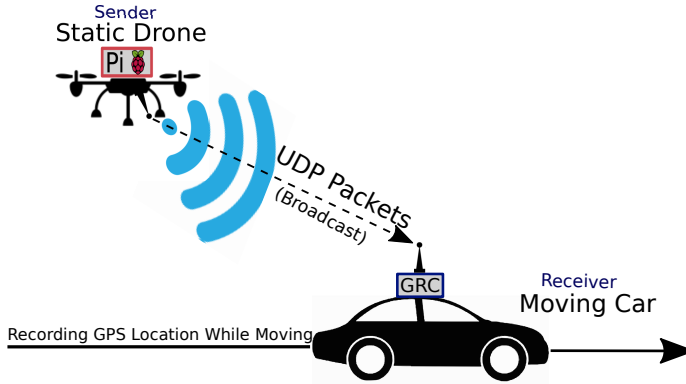 Sender
Static Drone
Pi
UDP Packets
(Broadcast)
GRC
Receiver
Moving Car
Recording GPS Location While Moving